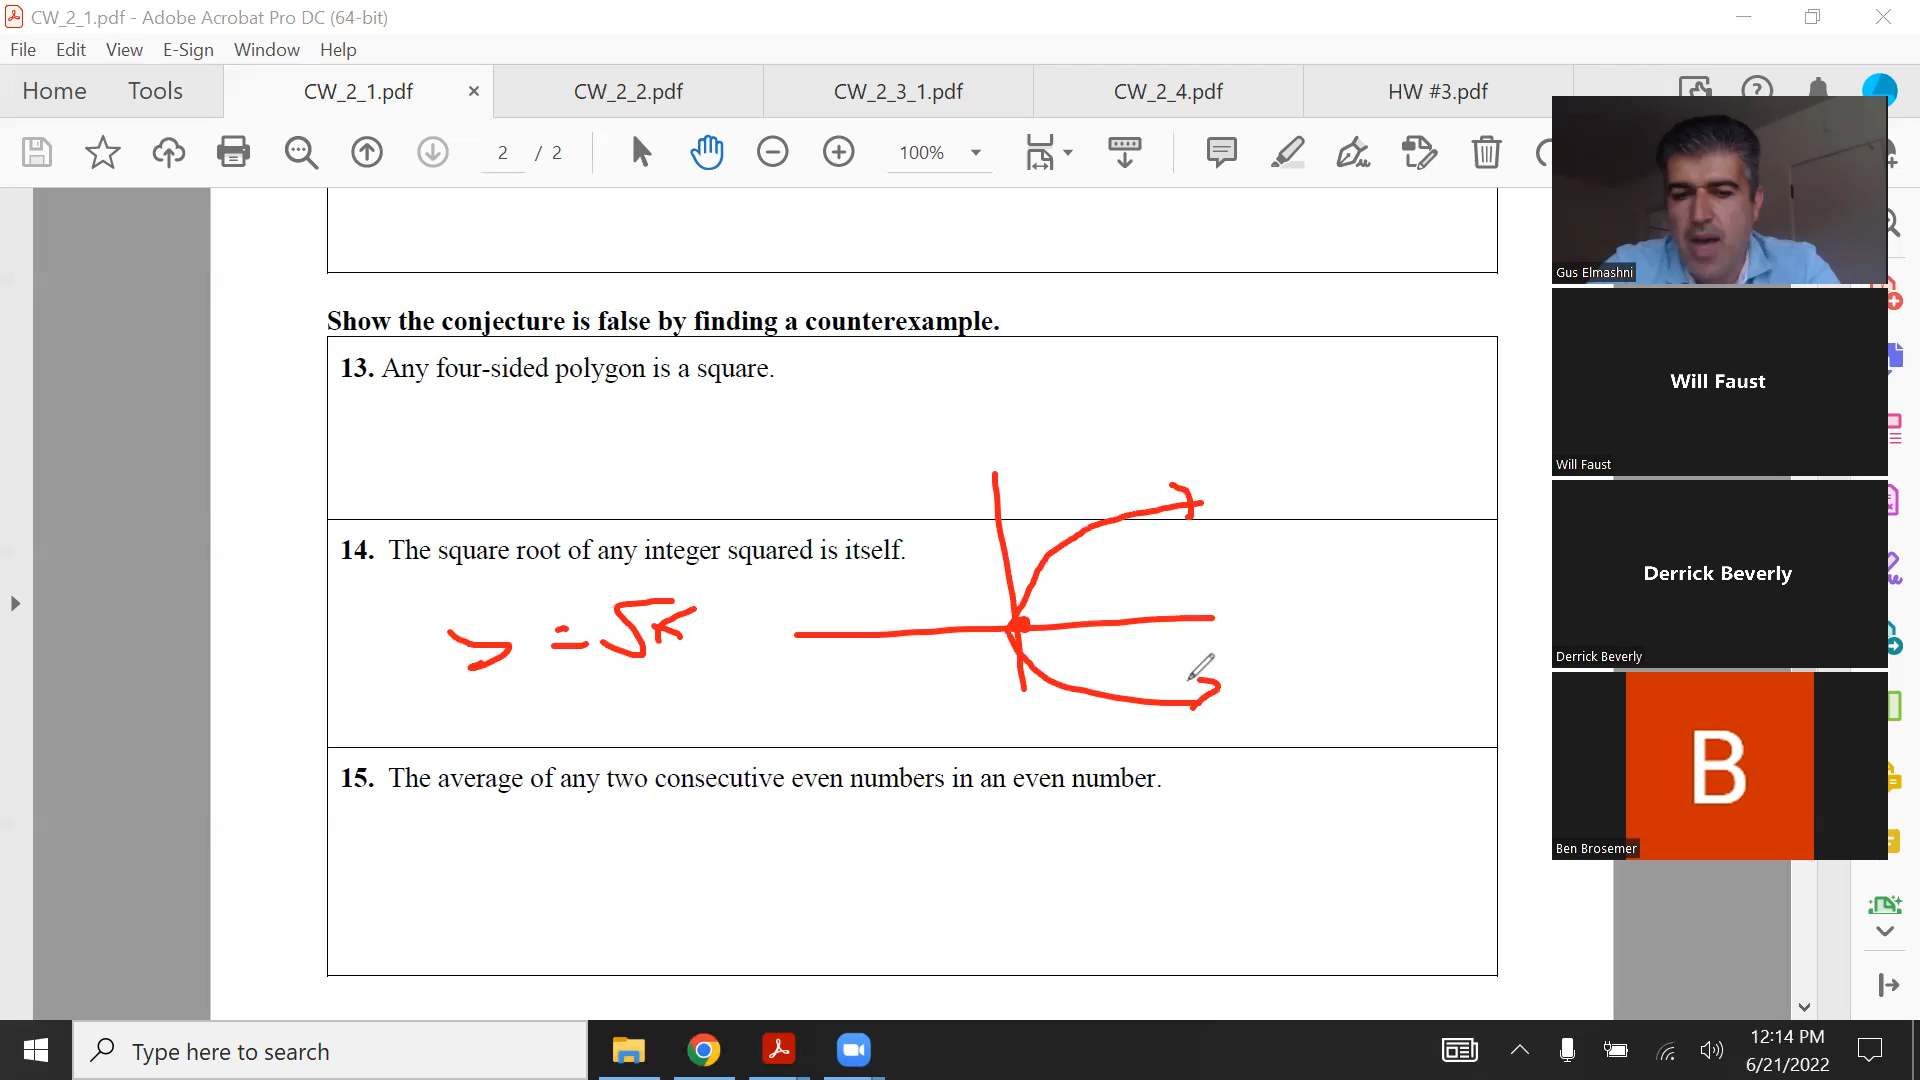 CW_2_1.pdf - Adobe Acrobat Pro DC (64-bit)
File Edit View E-Sign Window Help
Home Tools CW_2_1.pdf × CW_2_2.pdf CW_2_3_1.pdf CW_2_4.pdf HW #3.pdf
2 / 2 100%
Show the conjecture is false by finding a counterexample.
13. Any four-sided polygon is a square.
14. The square root of any integer squared is itself.
y = √x
15. The average of any two consecutive even numbers in an even number.
Gus Elmashni
Will Faust
Will Faust
Derrick Beverly
Derrick Beverly
B
Ben Brosemer
Type here to search
12:14 PM
6/21/2022